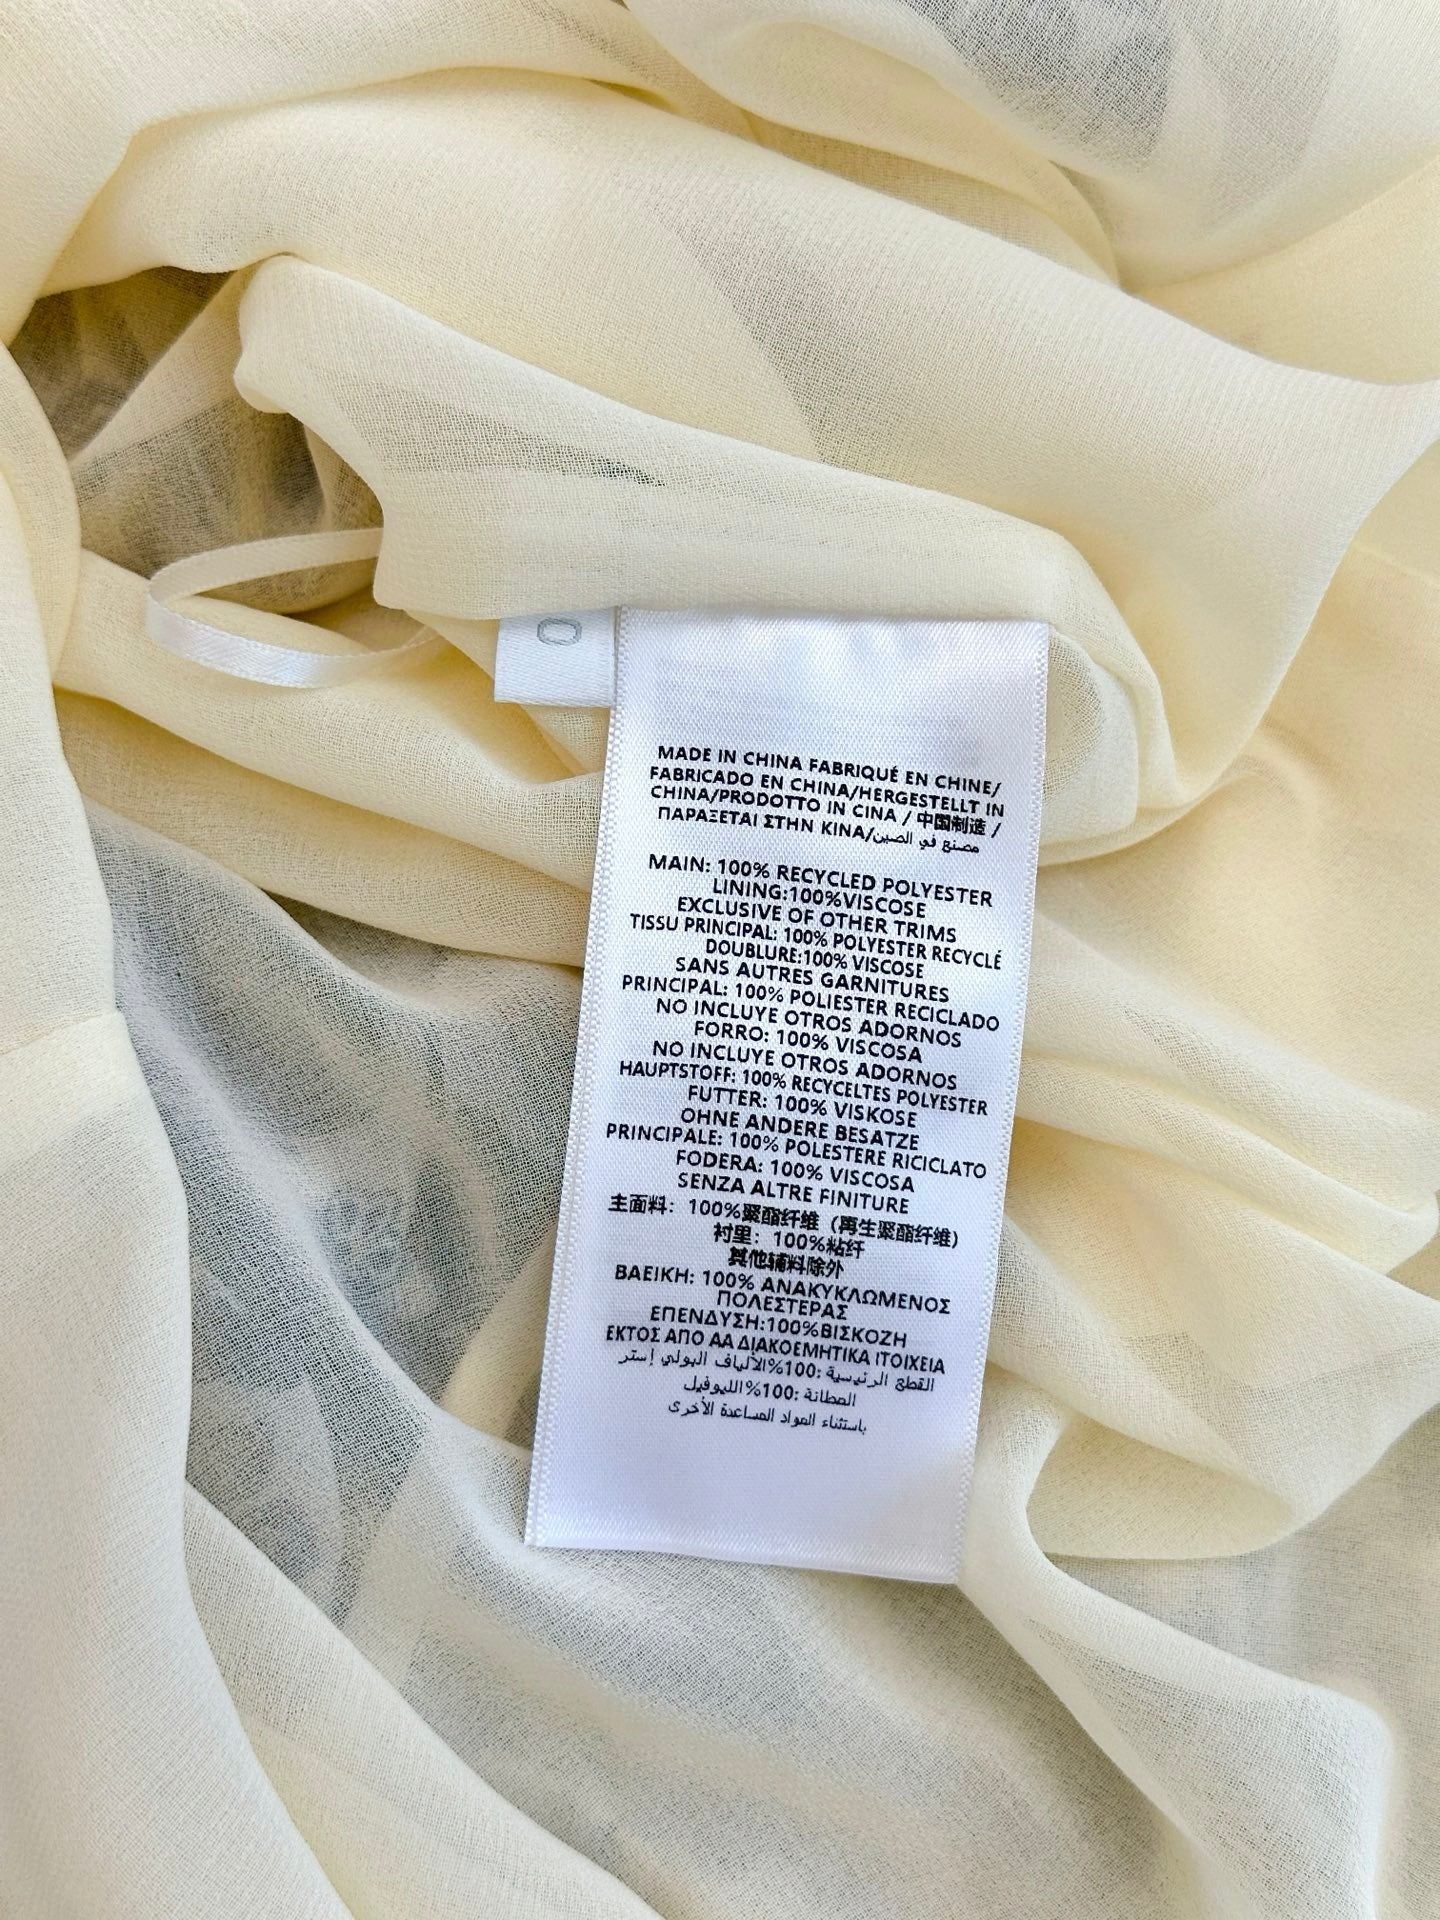 0
MADE IN CHINA FABRIQUÉ EN CHINE/
FABRICADO EN CHINA/HERGESTELLT IN
CHINA/PRODOTTO IN CINA / 中国制造 /
ΠΑΡΑΞΕΤΑΙ ΣΤΗΝ ΚΙΝΑ/مصنع في الصين
MAIN: 100% RECYCLED POLYESTER
LINING:100%VISCOSE
EXCLUSIVE OF OTHER TRIMS
TISSU PRINCIPAL: 100% POLYESTER RECYCLÉ
DOUBLURE:100% VISCOSE
SANS AUTRES GARNITURES
PRINCIPAL: 100% POLIESTER RECICLADO
NO INCLUYE OTROS ADORNOS
FORRO: 100% VISCOSA
NO INCLUYE OTROS ADORNOS
HAUPTSTOFF: 100% RECYCELTES POLYESTER
FUTTER: 100% VISKOSE
OHNE ANDERE BESATZE
PRINCIPALE: 100% POLESTERE RICICLATO
FODERA: 100% VISCOSA
SENZA ALTRE FINITURE
主面料：100%聚酯纤维（再生聚酯纤维）
衬里：100%粘纤
其他辅料除外
ΒΑΕΙΚΗ: 100% ΑΝΑΚΥΚΛΩΜΕΝΟΣ
ΠΟΛΕΣΤΕΡΑΣ
ΕΠΕΝΔΥΣΗ:100%ΒΙΣΚΟΖΗ
ΕΚΤΟΣ ΑΠΟ ΑΑ ΔΙΑΚΟΕΜΗΤΙΚΑ ΙΤΟΙΧΕΙΑ
القطع الرئيسية :100%الألياف البولي إستر
المطانة :100%الليوفيل
باستثناء المواد المساعدة الأخرى